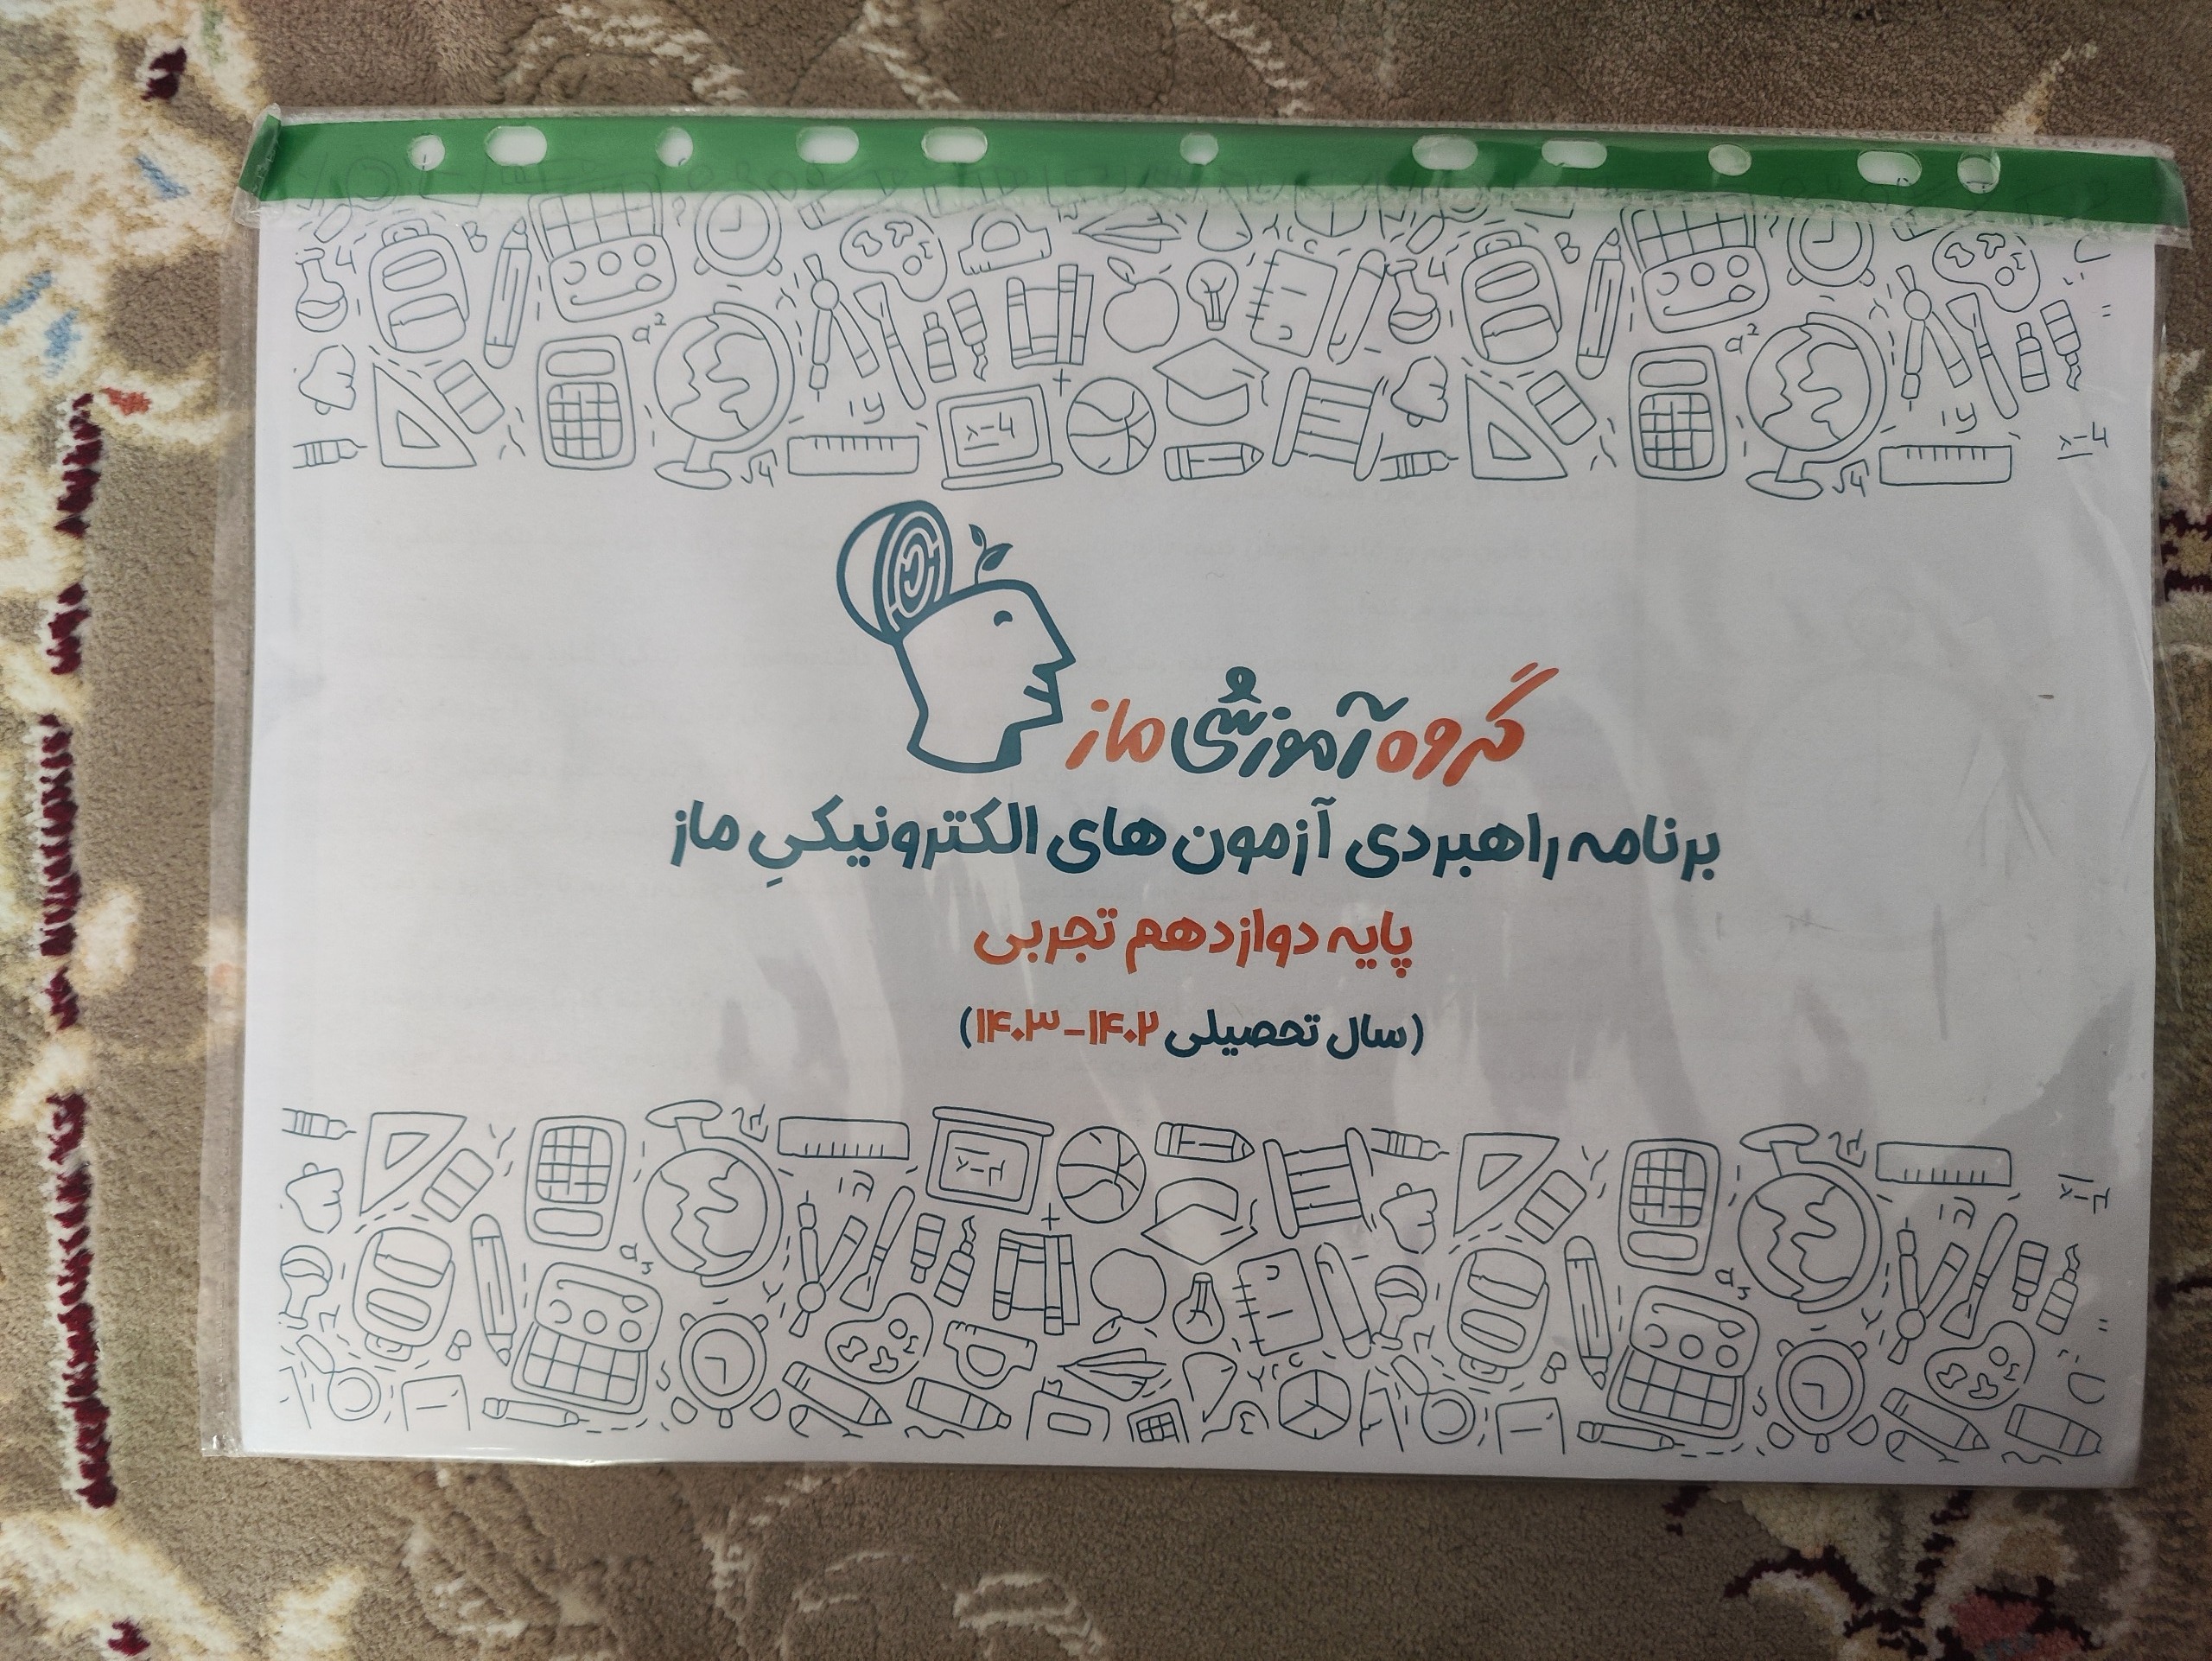 گروه آموزشی ماز
برنامه راهبردی آزمون های الکترونیکیِ ماز
پایه دوازدهم تجربی
(سال تحصیلی ۱۴۰۲-۱۴۰۳)